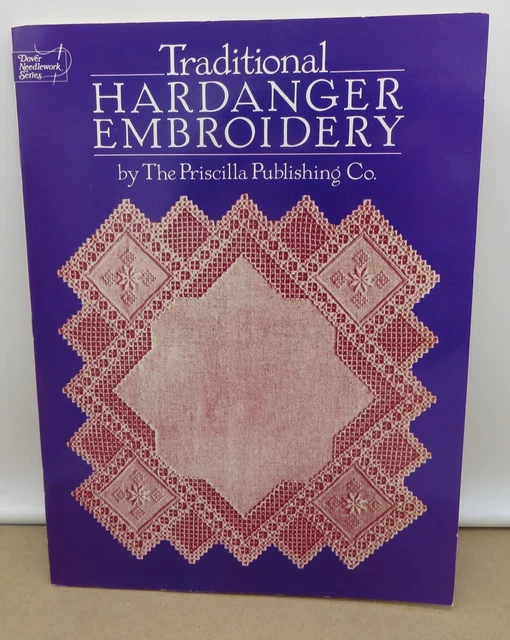 Dover
Needlework
Series
Traditional
HARDANGER
EMBROIDERY
by The Priscilla Publishing Co.